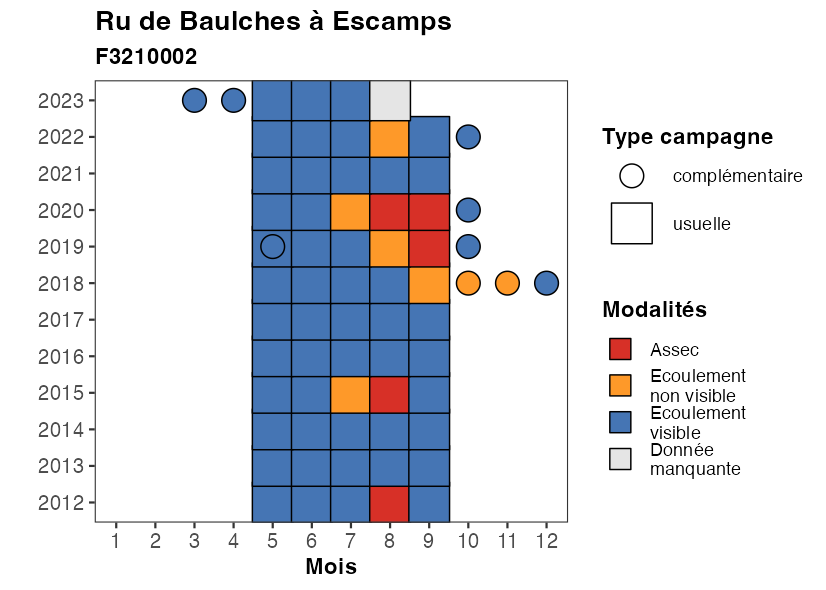 Ru de Baulches à Escamps
F3210002
2023
2022
2021
2020
2019
2018
2017
2016
2015
2014
2013
2012
1 2 3 4 5 6 7 8 9 10 11 12
Mois
Type campagne
complémentaire
usuelle
Modalités
Assec
Ecoulement
non visible
Ecoulement
visible
Donnée
manquante